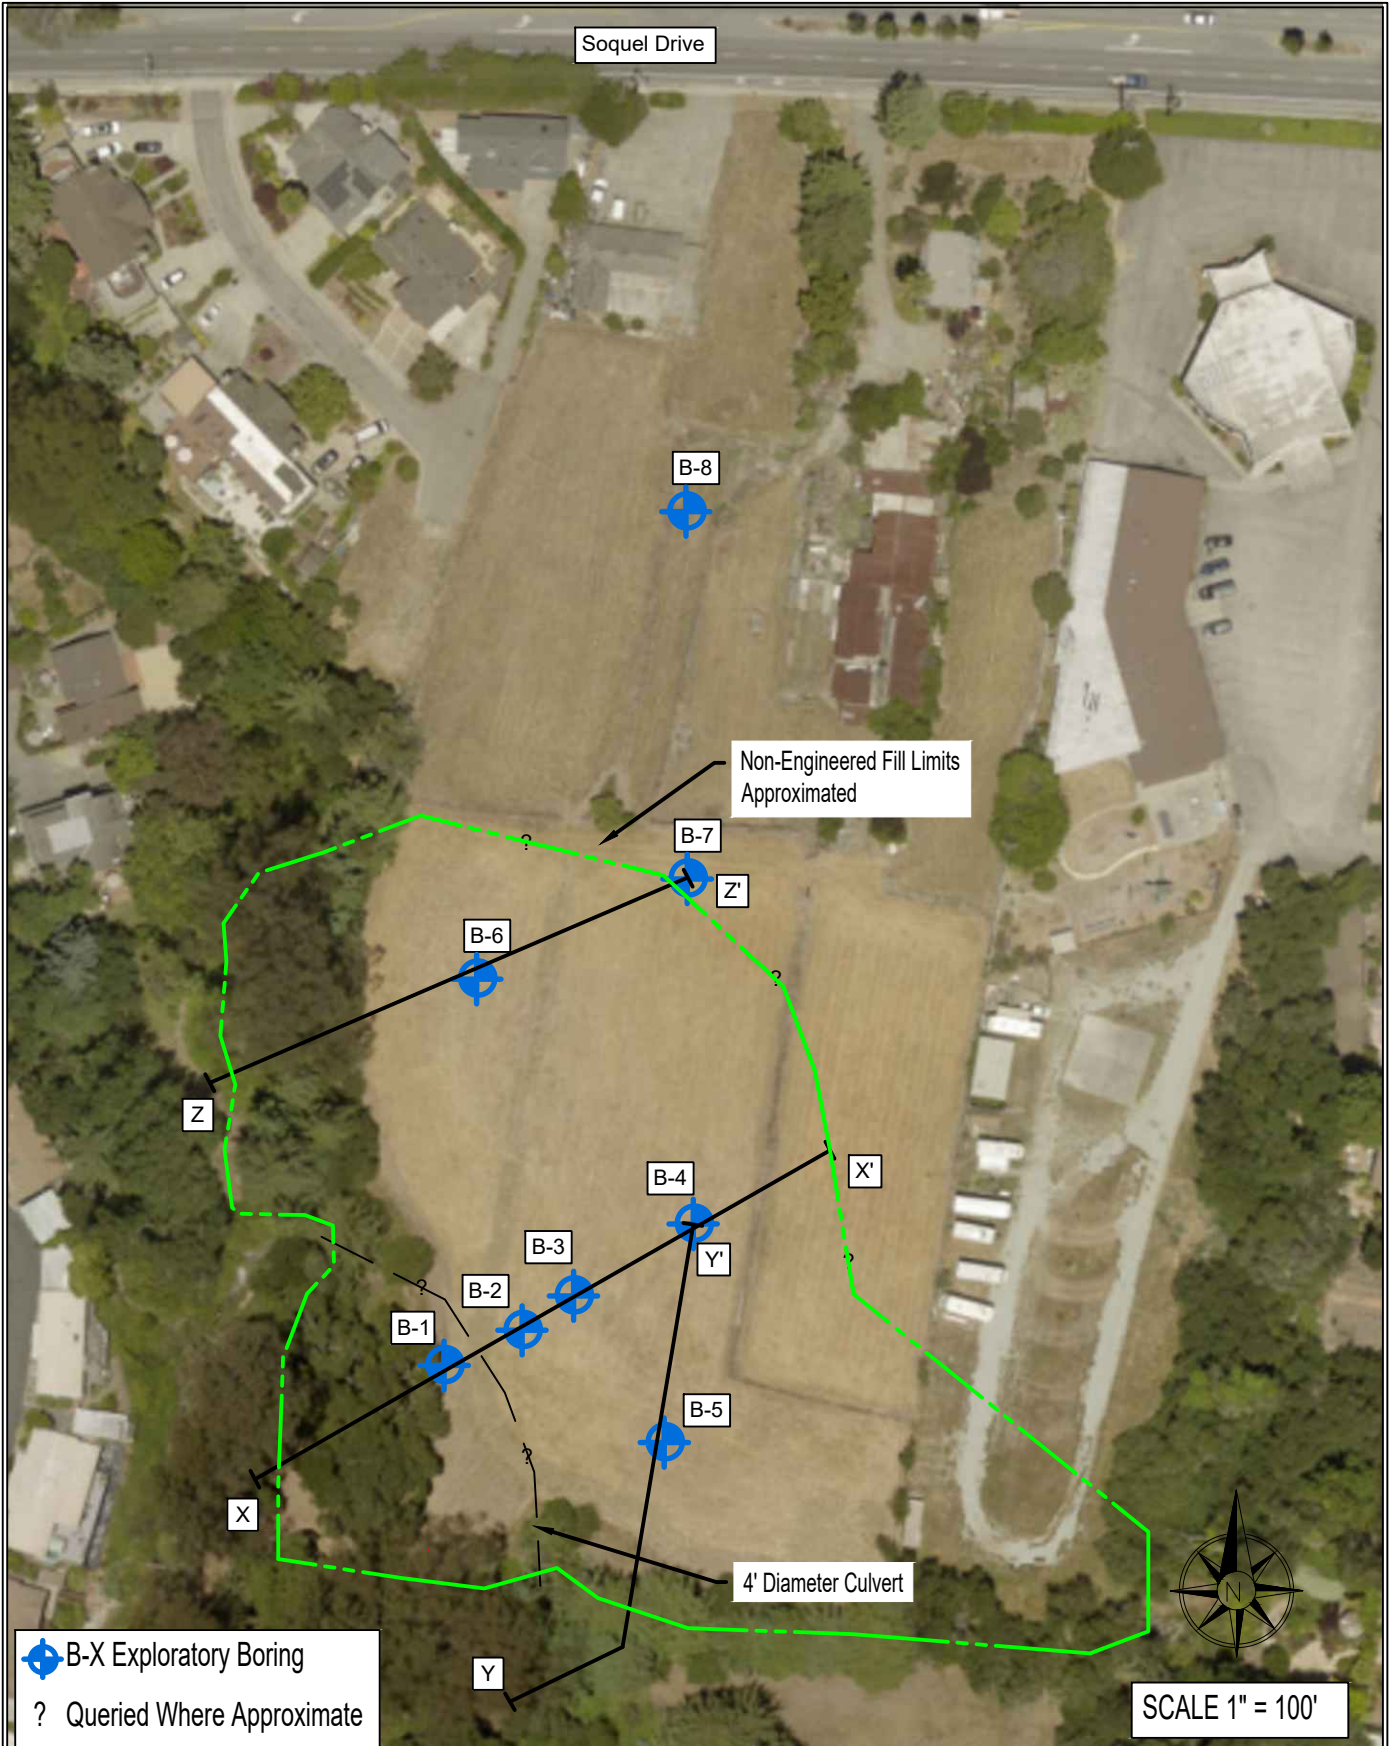 Soquel Drive
B-8
Non-Engineered Fill Limits
Approximated
?
B-7
Z'
B-6
?
Z
B-4
X'
B-3
Y'
?
?
B-2
B-1
B-5
?
X
4' Diameter Culvert
N
Y
B-X Exploratory Boring
? Queried Where Approximate
SCALE 1" = 100'